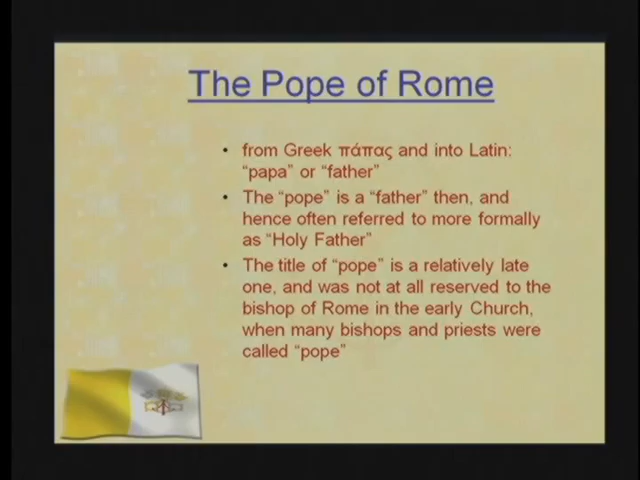 The Pope of Rome
• from Greek πάπας and into Latin:
“papa” or “father”
• The “pope” is a “father” then, and
hence often referred to more formally
as “Holy Father”
• The title of “pope” is a relatively late
one, and was not at all reserved to the
bishop of Rome in the early Church,
when many bishops and priests were
called “pope”